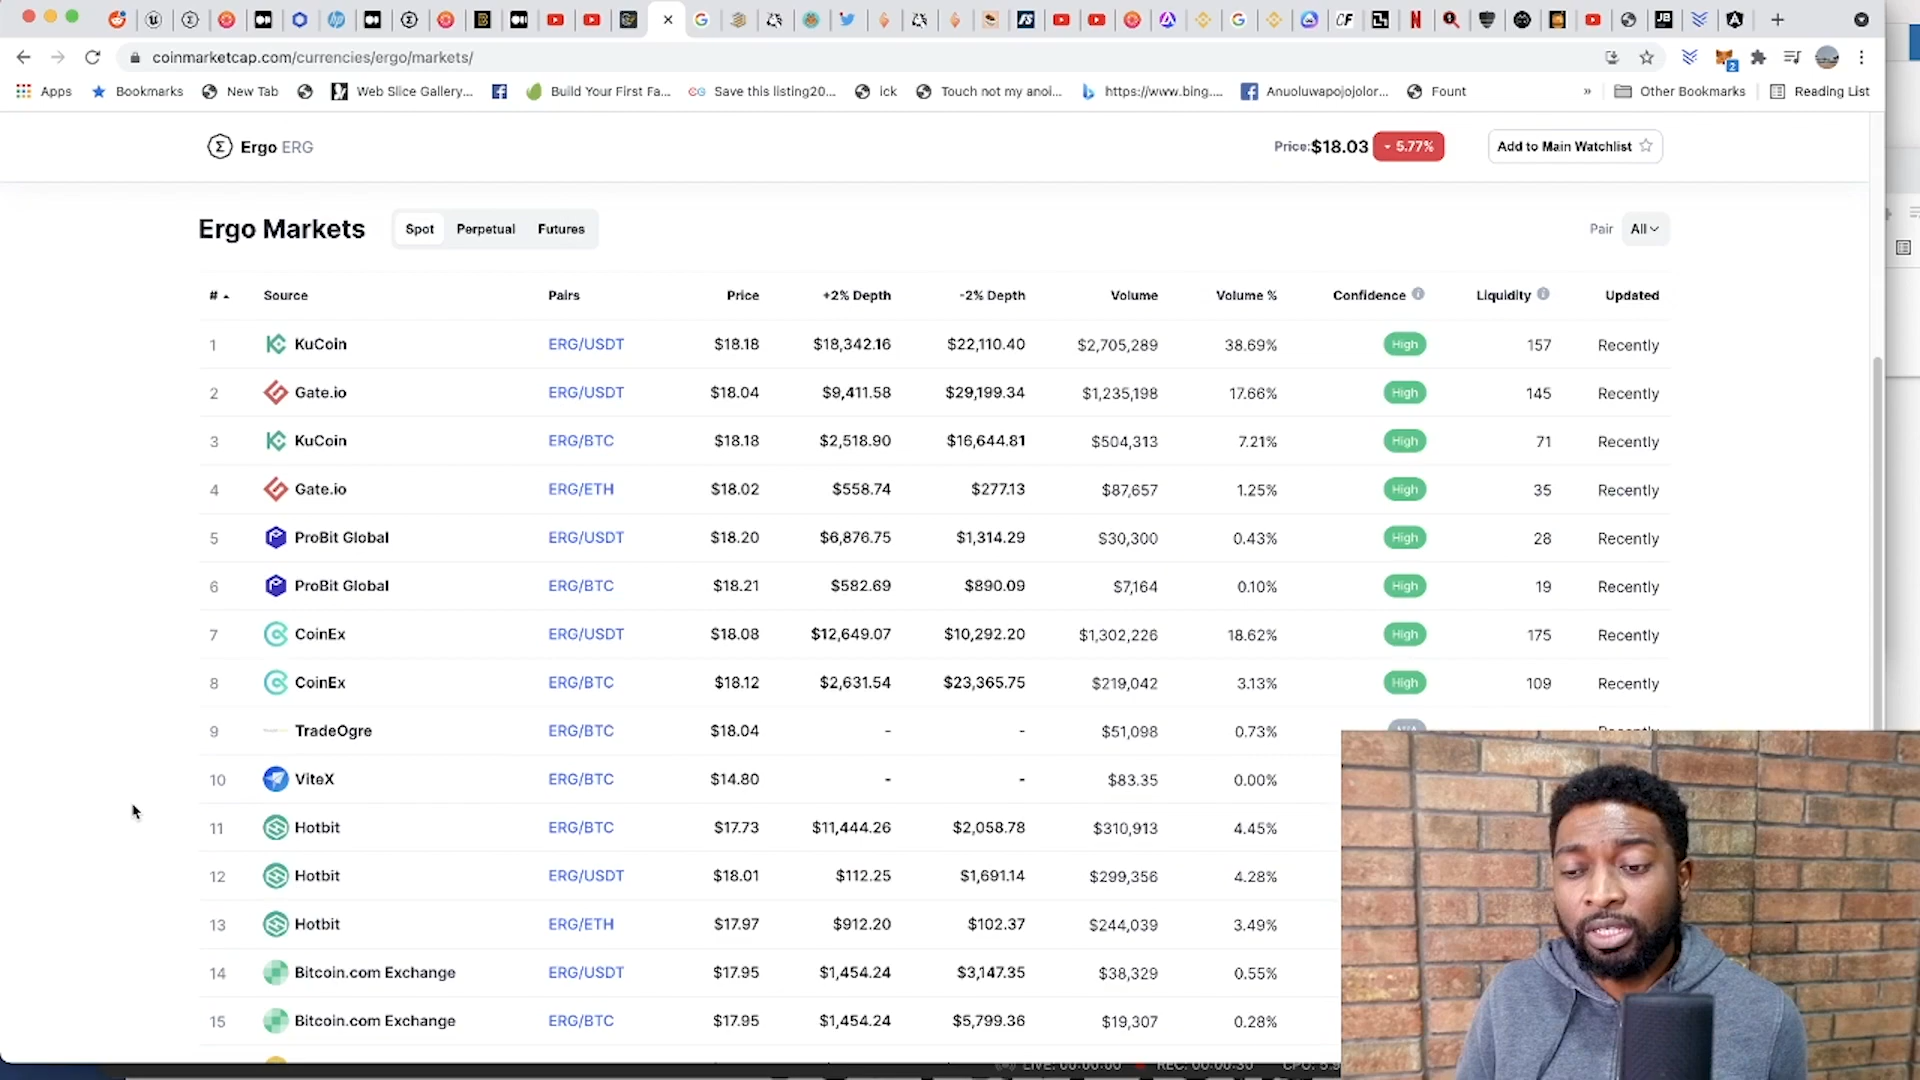 coinmarketcap.com/currencies/ergo/markets/
Apps Bookmarks New Tab Web Slice Gallery... Build Your First Fa... Save this listing20... ick Touch not my anoi... https://www.bing.... Anuoluwapojojolor... Fount » Other Bookmarks Reading List
Ergo ERG Price:$18.03 5.77% Add to Main Watchlist
Ergo Markets Spot Perpetual Futures Pair All
# Source Pairs Price +2% Depth -2% Depth Volume Volume % Confidence Liquidity Updated
1 KuCoin ERG/USDT $18.18 $18,342.16 $22,110.40 $2,705,289 38.69% High 157 Recently
2 Gate.io ERG/USDT $18.04 $9,411.58 $29,199.34 $1,235,198 17.66% High 145 Recently
3 KuCoin ERG/BTC $18.18 $2,518.90 $16,644.81 $504,313 7.21% High 71 Recently
4 Gate.io ERG/ETH $18.02 $558.74 $277.13 $87,657 1.25% High 35 Recently
5 ProBit Global ERG/USDT $18.20 $6,876.75 $1,314.29 $30,300 0.43% High 28 Recently
6 ProBit Global ERG/BTC $18.21 $582.69 $890.09 $7,164 0.10% High 19 Recently
7 CoinEx ERG/USDT $18.08 $12,649.07 $10,292.20 $1,302,226 18.62% High 175 Recently
8 CoinEx ERG/BTC $18.12 $2,631.54 $23,365.75 $219,042 3.13% High 109 Recently
9 TradeOgre ERG/BTC $18.04 - - $51,098 0.73%
10 ViteX ERG/BTC $14.80 - - $83.35 0.00%
11 Hotbit ERG/BTC $17.73 $11,444.26 $2,058.78 $310,913 4.45%
12 Hotbit ERG/USDT $18.01 $112.25 $1,691.14 $299,356 4.28%
13 Hotbit ERG/ETH $17.97 $912.20 $102.37 $244,039 3.49%
14 Bitcoin.com Exchange ERG/USDT $17.95 $1,454.24 $3,147.35 $38,329 0.55%
15 Bitcoin.com Exchange ERG/BTC $17.95 $1,454.24 $5,799.36 $19,307 0.28%